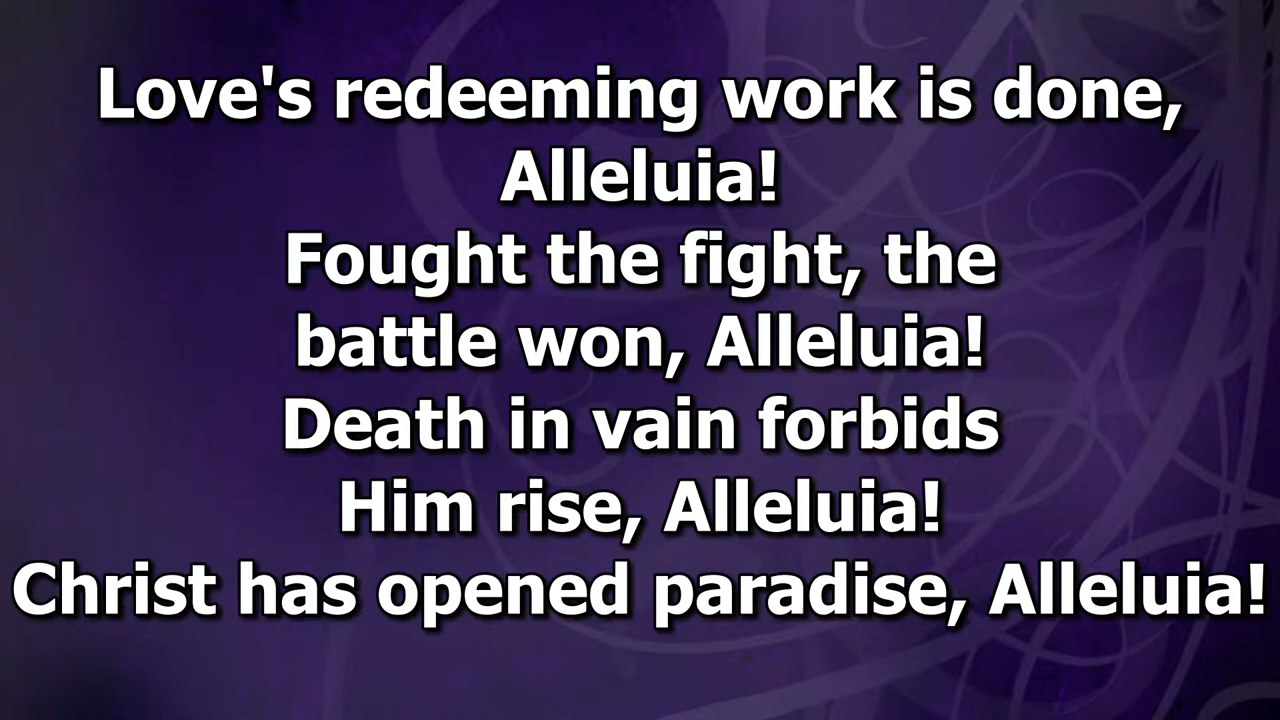 Love's redeeming work is done,
Alleluia!
Fought the fight, the
battle won, Alleluia!
Death in vain forbids
Him rise, Alleluia!
Christ has opened paradise, Alleluia!